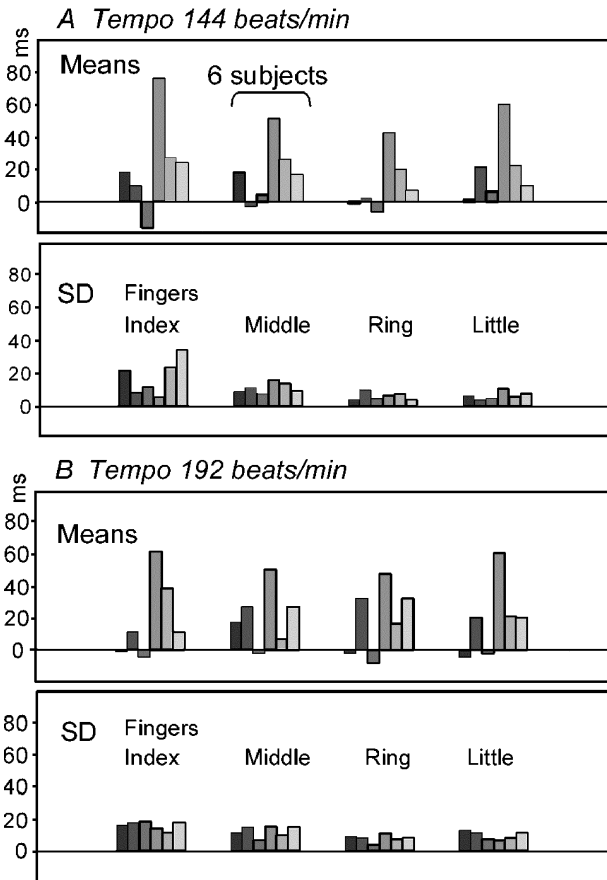 A Tempo 144 beats/min
ms
Means
6 subjects
80
60
40
20
0
SD
Fingers
Index Middle Ring Little
80
60
40
20
0
B Tempo 192 beats/min
ms
Means
80
60
40
20
0
SD
Fingers
Index Middle Ring Little
80
60
40
20
0